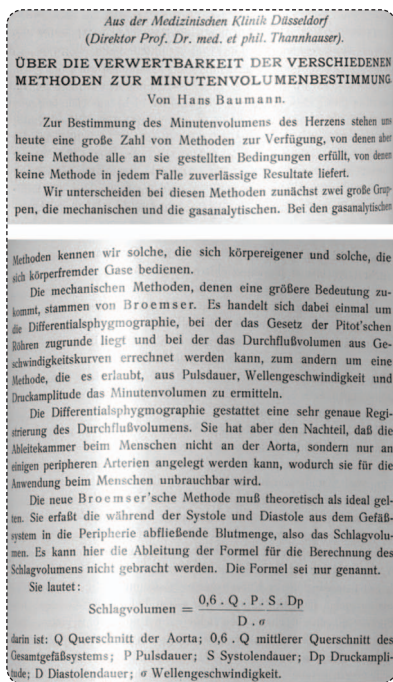 Aus der Medizinischen Klinik Düsseldorf
(Direktor Prof. Dr. med. et phil. Thannhauser).
ÜBER DIE VERWERTBARKEIT DER VERSCHIEDENEN
METHODEN ZUR MINUTENVOLUMENBESTIMMUNG.
Von Hans Baumann.
Zur Bestimmung des Minutenvolumens des Herzens stehen uns
heute eine große Zahl von Methoden zur Verfügung, von denen aber
keine Methode alle an sie gestellten Bedingungen erfüllt, von denen
keine Methode in jedem Falle zuverlässige Resultate liefert.
Wir unterscheiden bei diesen Methoden zunächst zwei große Grup-
pen, die mechanischen und die gasanalytischen. Bei den gasanalytischen
Methoden kennen wir solche, die sich körpereigener und solche, die
sich körperfremder Gase bedienen.
Die mechanischen Methoden, denen eine größere Bedeutung zu-
kommt, stammen von Broemser. Es handelt sich dabei einmal um
die Differentialsphygmographie, bei der das Gesetz der Pitot'schen
Röhren zugrunde liegt und bei der das Durchflußvolumen aus Ge-
schwindigkeitskurven errechnet werden kann, zum andern um eine
Methode, die es erlaubt, aus Pulsdauer, Wellengeschwindigkeit und
Druckamplitude das Minutenvolumen zu ermitteln.
Die Differentialsphygmographie gestattet eine sehr genaue Regi-
strierung des Durchflußvolumens. Sie hat aber den Nachteil, daß die
Ableitekammer beim Menschen nicht an der Aorta, sondern nur an
einigen peripheren Arterien angelegt werden kann, wodurch sie für die
Anwendung beim Menschen unbrauchbar wird.
Die neue Broemser'sche Methode muß theoretisch als ideal gel-
ten. Sie erfaßt die während der Systole und Diastole aus dem Gefäß-
system in die Peripherie abfließende Blutmenge, also das Schlagvolu-
men. Es kann hier die Ableitung der Formel für die Berechnung des
Schlagvolumens nicht gebracht werden. Die Formel sei nur genannt.
Sie lautet:
Schlagvolumen = 0,6 . Q . P . S . Dp
D . σ
darin ist: Q Querschnitt der Aorta; 0,6 . Q mittlerer Querschnitt des
Gesamtgefäßsystems; P Pulsdauer; S Systolendauer; Dp Druckampli-
tude; D Diastolendauer; σ Wellengeschwindigkeit.